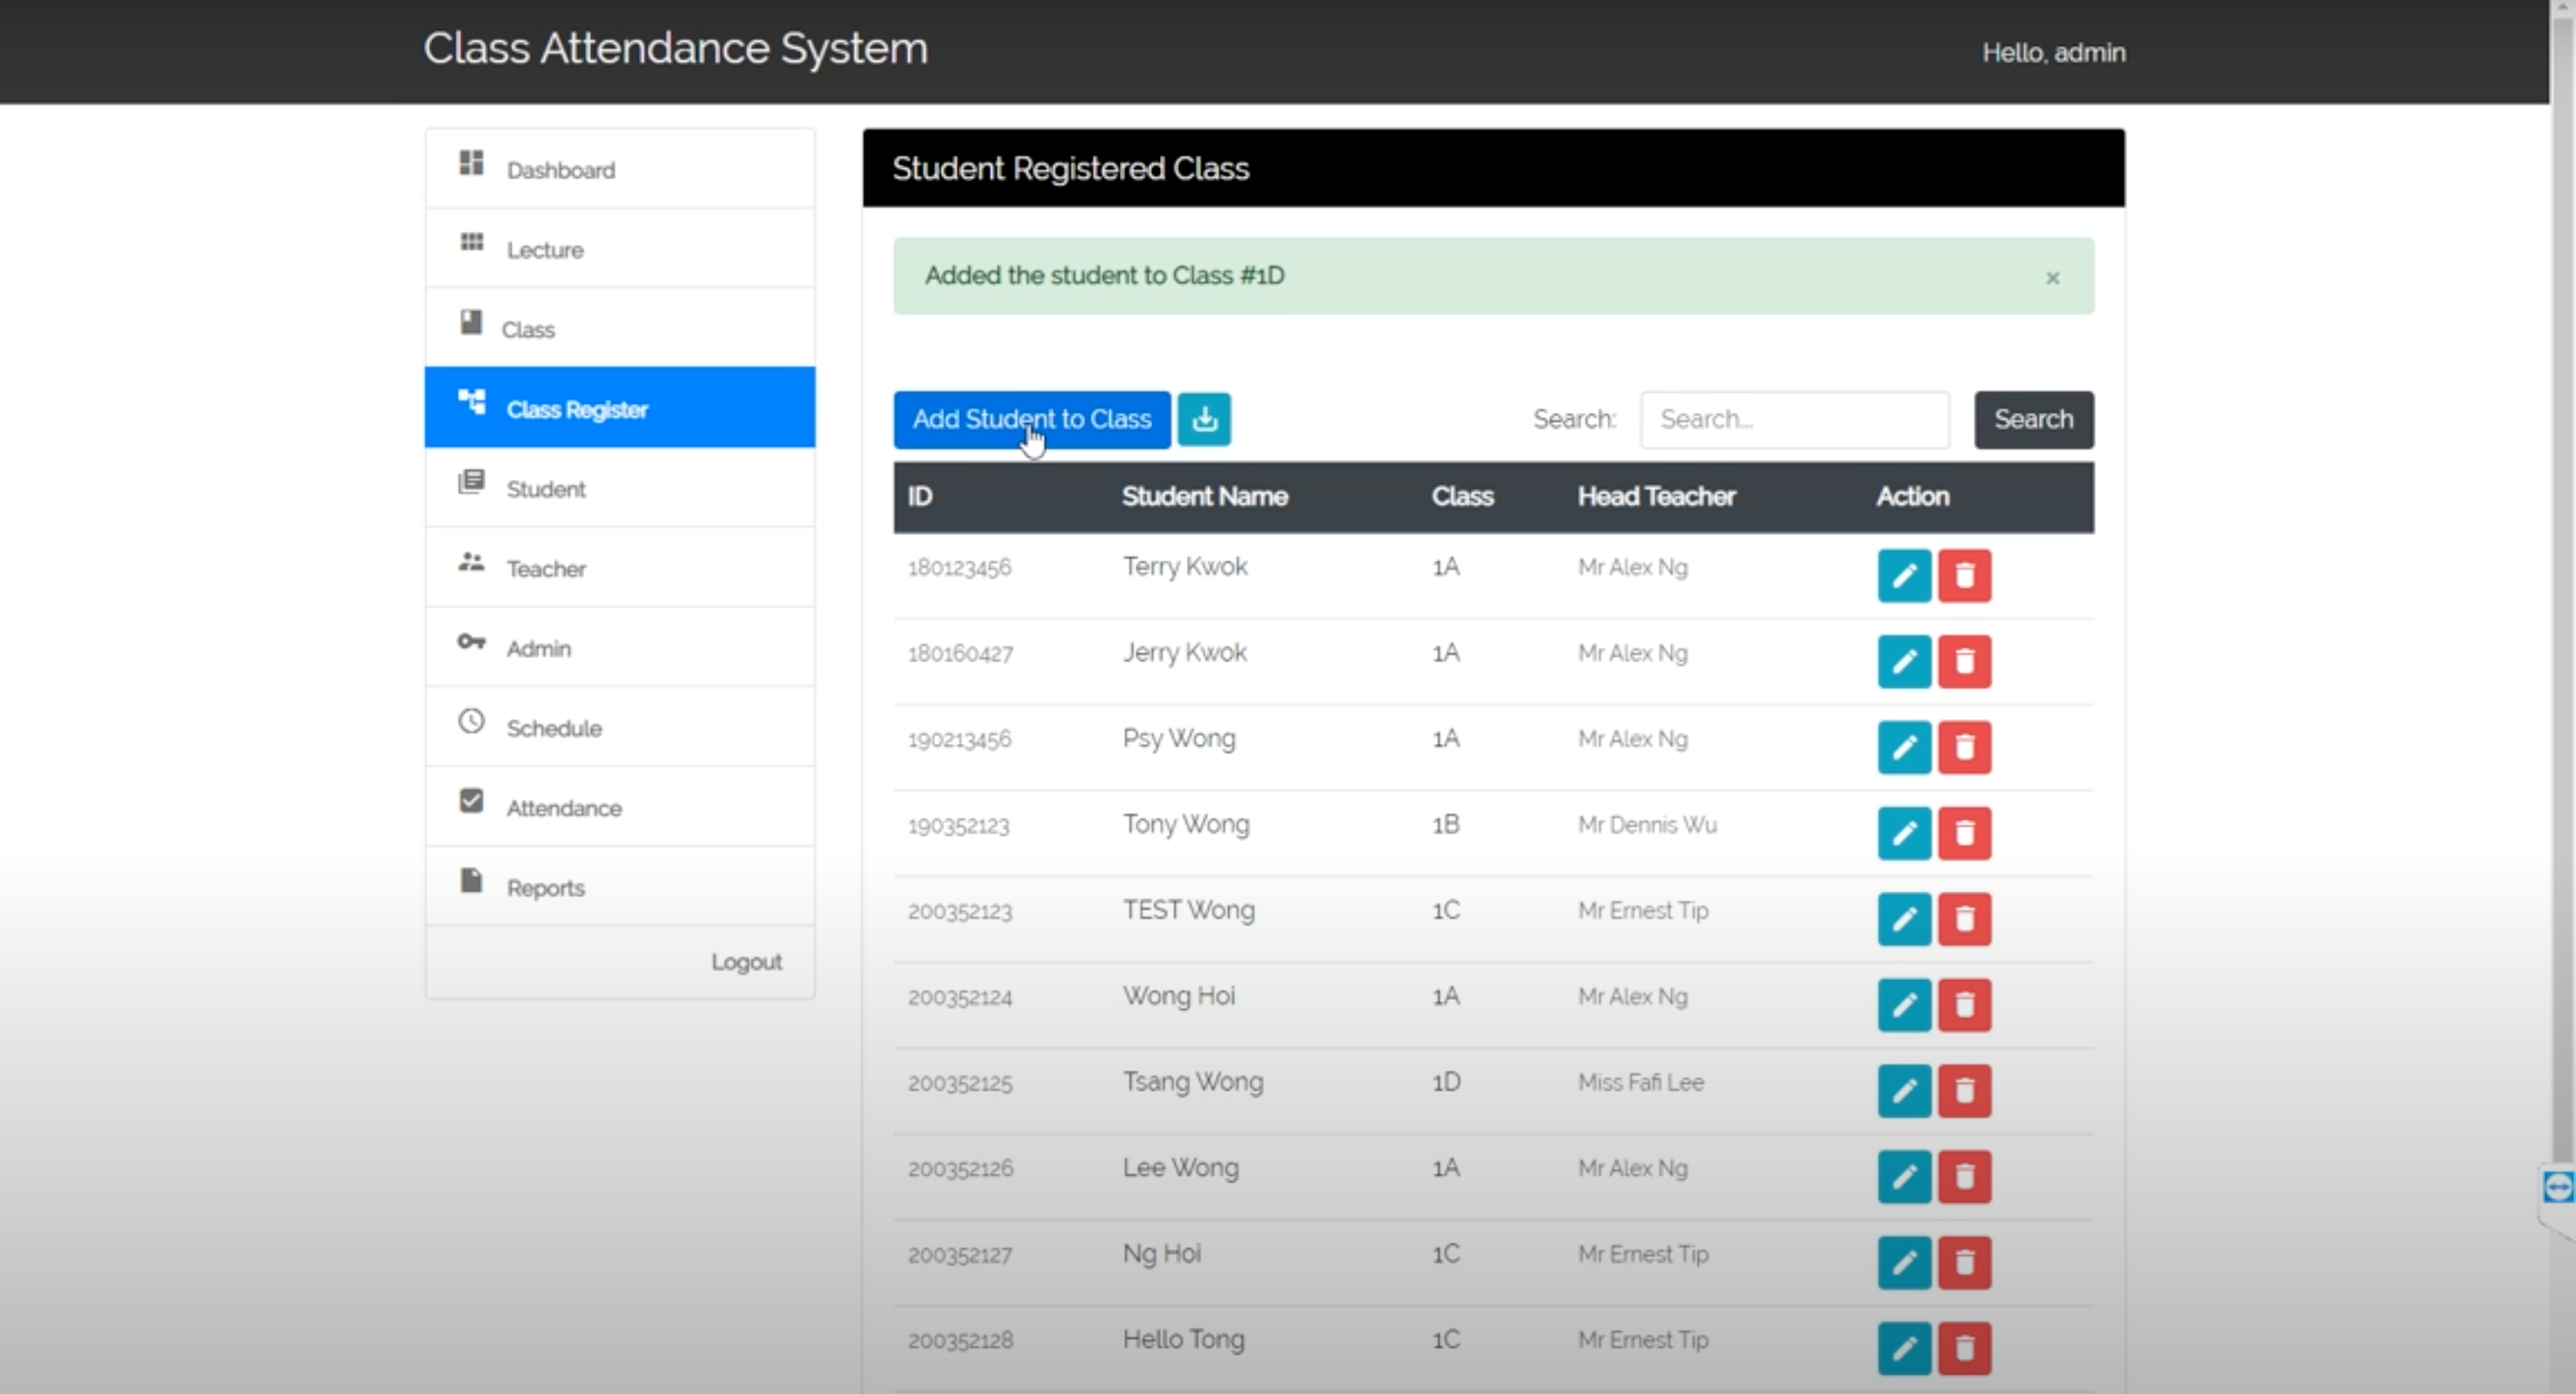 Class Attendance System
Hello, admin
Dashboard
Lecture
Class
Class Register
Student
Teacher
Admin
Schedule
Attendance
Reports
Logout
Student Registered Class
Added the student to Class #1D ×
Add Student to Class
Search: Search... Search
ID Student Name Class Head Teacher Action
180123456 Terry Kwok 1A Mr Alex Ng
180160427 Jerry Kwok 1A Mr Alex Ng
190213456 Psy Wong 1A Mr Alex Ng
190352123 Tony Wong 1B Mr Dennis Wu
200352123 TEST Wong 1C Mr Ernest Tip
200352124 Wong Hoi 1A Mr Alex Ng
200352125 Tsang Wong 1D Miss Fafi Lee
200352126 Lee Wong 1A Mr Alex Ng
200352127 Ng Hoi 1C Mr Ernest Tip
200352128 Hello Tong 1C Mr Ernest Tip